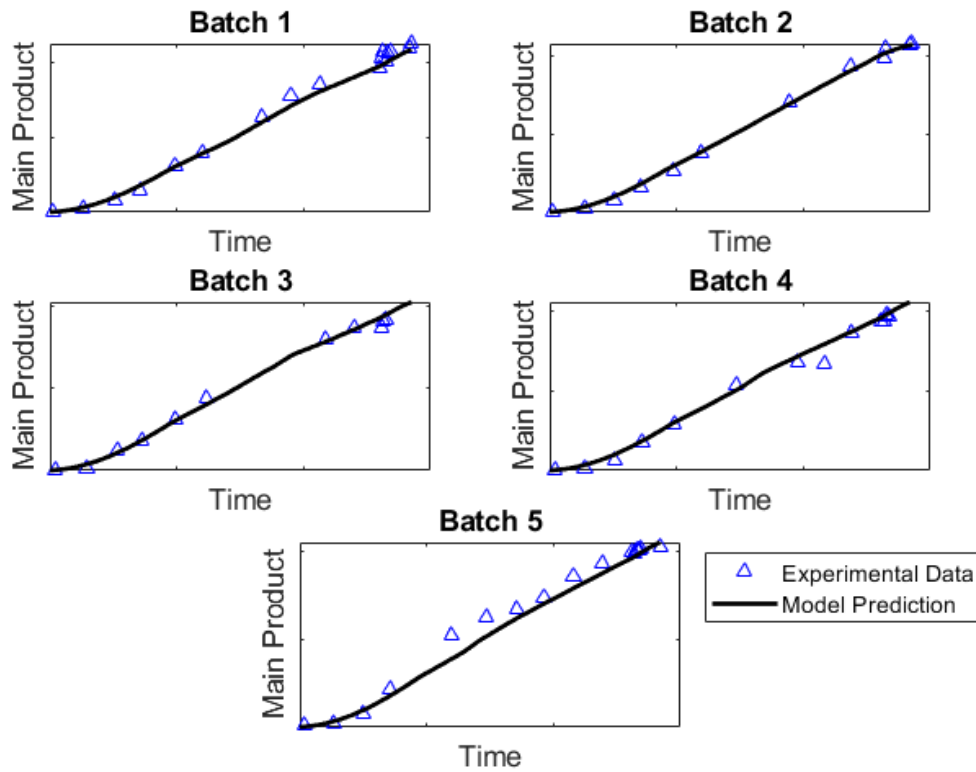 Batch 1
Main Product
Time
Batch 2
Main Product
Time
Batch 3
Main Product
Time
Batch 4
Main Product
Time
Batch 5
Main Product
Time
Experimental Data
Model Prediction